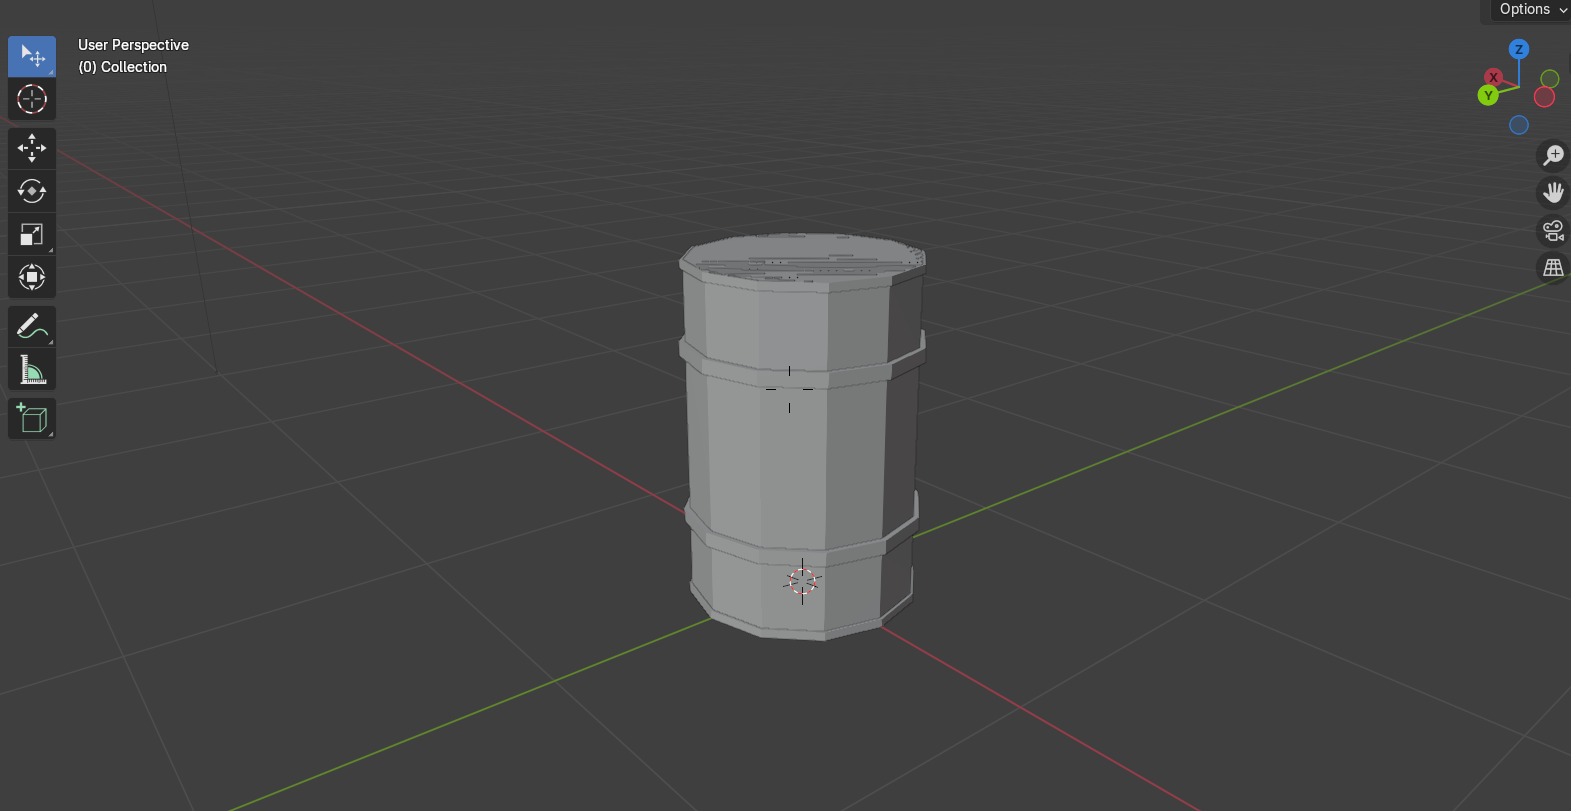 Options
User Perspective
(0) Collection
Z
X
Y